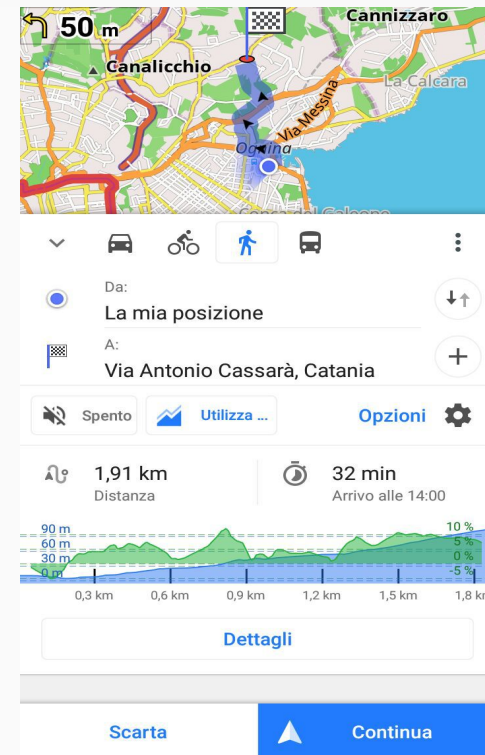 50 m
Cannizzaro
Canalicchio
La Calcara
Via Messina
Ognina
Da:
La mia posizione
A:
Via Antonio Cassarà, Catania
Spento
Utilizza ...
Opzioni
1,91 km
Distanza
32 min
Arrivo alle 14:00
90 m
60 m
30 m
0 m
10 %
5 %
0 %
-5 %
0,3 km
0,6 km
0,9 km
1,2 km
1,5 km
1,8 k
Dettagli
Scarta
Continua